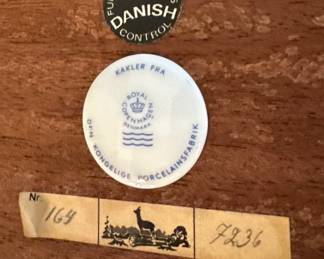 DANISH
CONTROL
KAKLER FRA
ROYAL
COPENHAGEN
DENMARK
DEN KONGELIGE PORCELAINSFABRIK
Nr. 164
7236